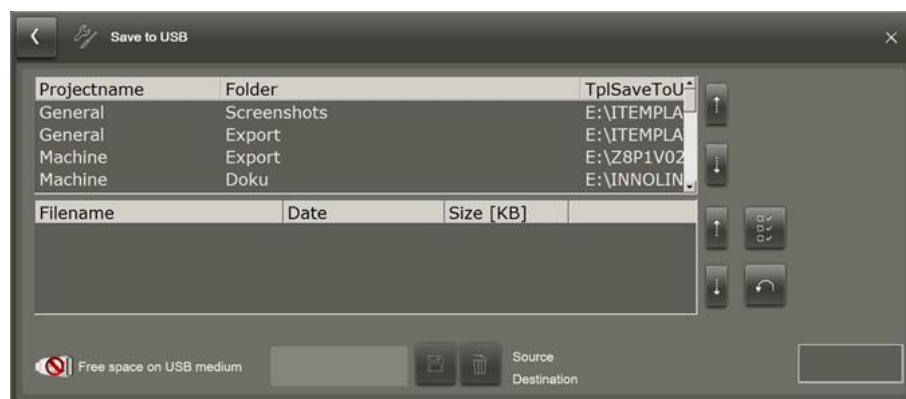 Save to USB
Projectname Folder TplSaveToU
General Screenshots E:\ITEMPLA
General Export E:\ITEMPLA
Machine Export E:\Z8P1V02
Machine Doku E:\INNOLIN
Filename Date Size [KB]
Free space on USB medium
Source
Destination